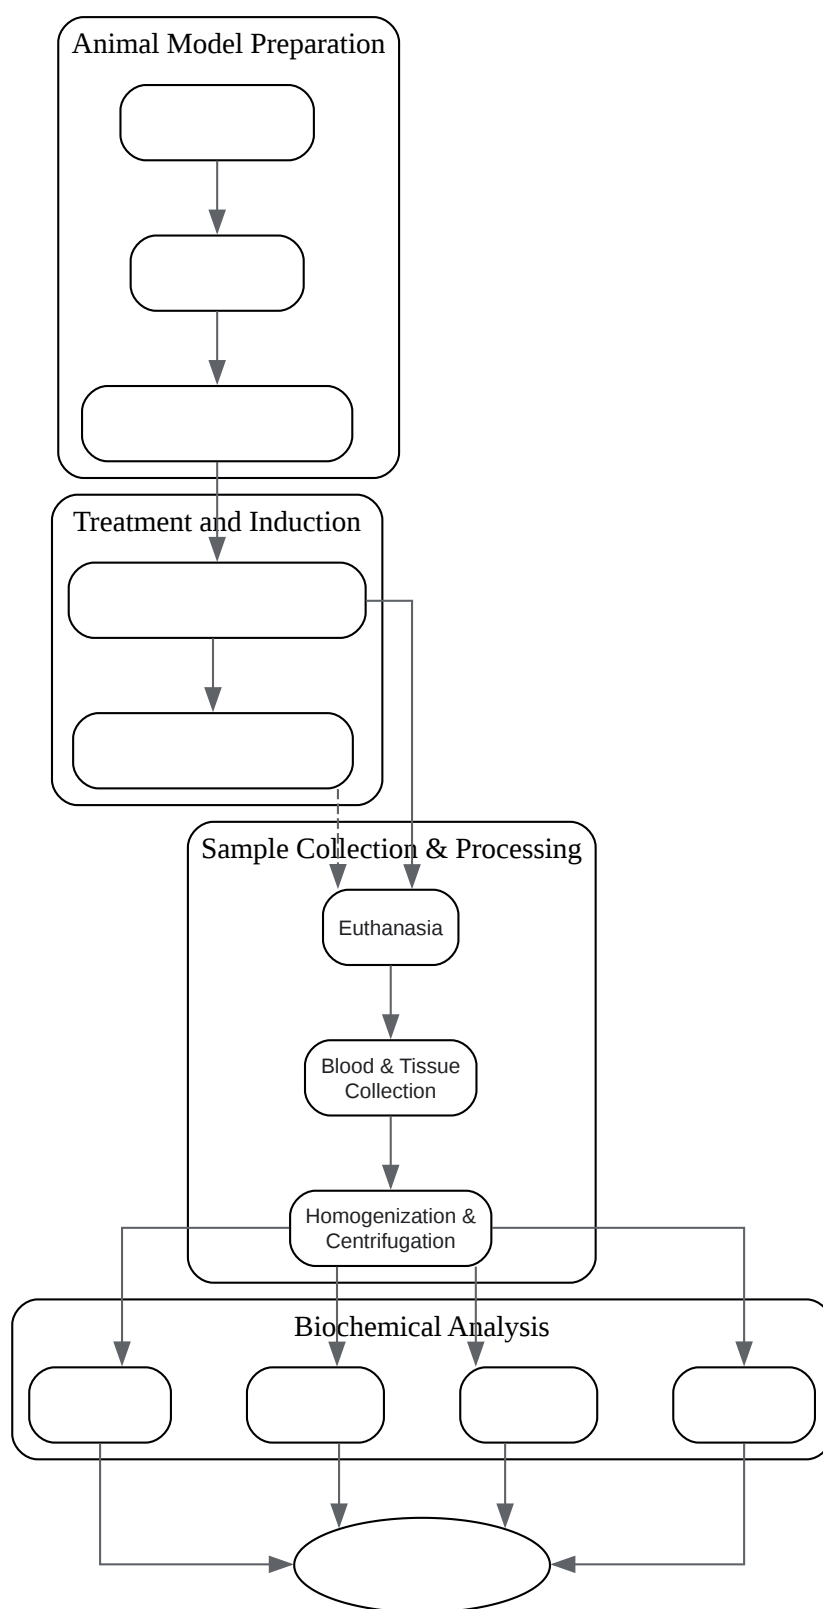 Animal Model Preparation
Treatment and Induction
Sample Collection & Processing
Euthanasia
Blood & Tissue
Collection
Homogenization &
Centrifugation
Biochemical Analysis